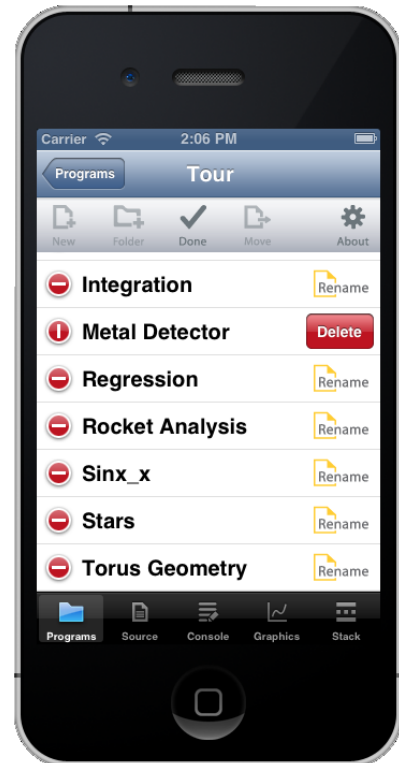 Carrier 2:06 PM
Programs Tour
New Folder Done Move About
Integration Rename
Metal Detector Delete
Regression Rename
Rocket Analysis Rename
Sinx_x Rename
Stars Rename
Torus Geometry Rename
Programs Source Console Graphics Stack